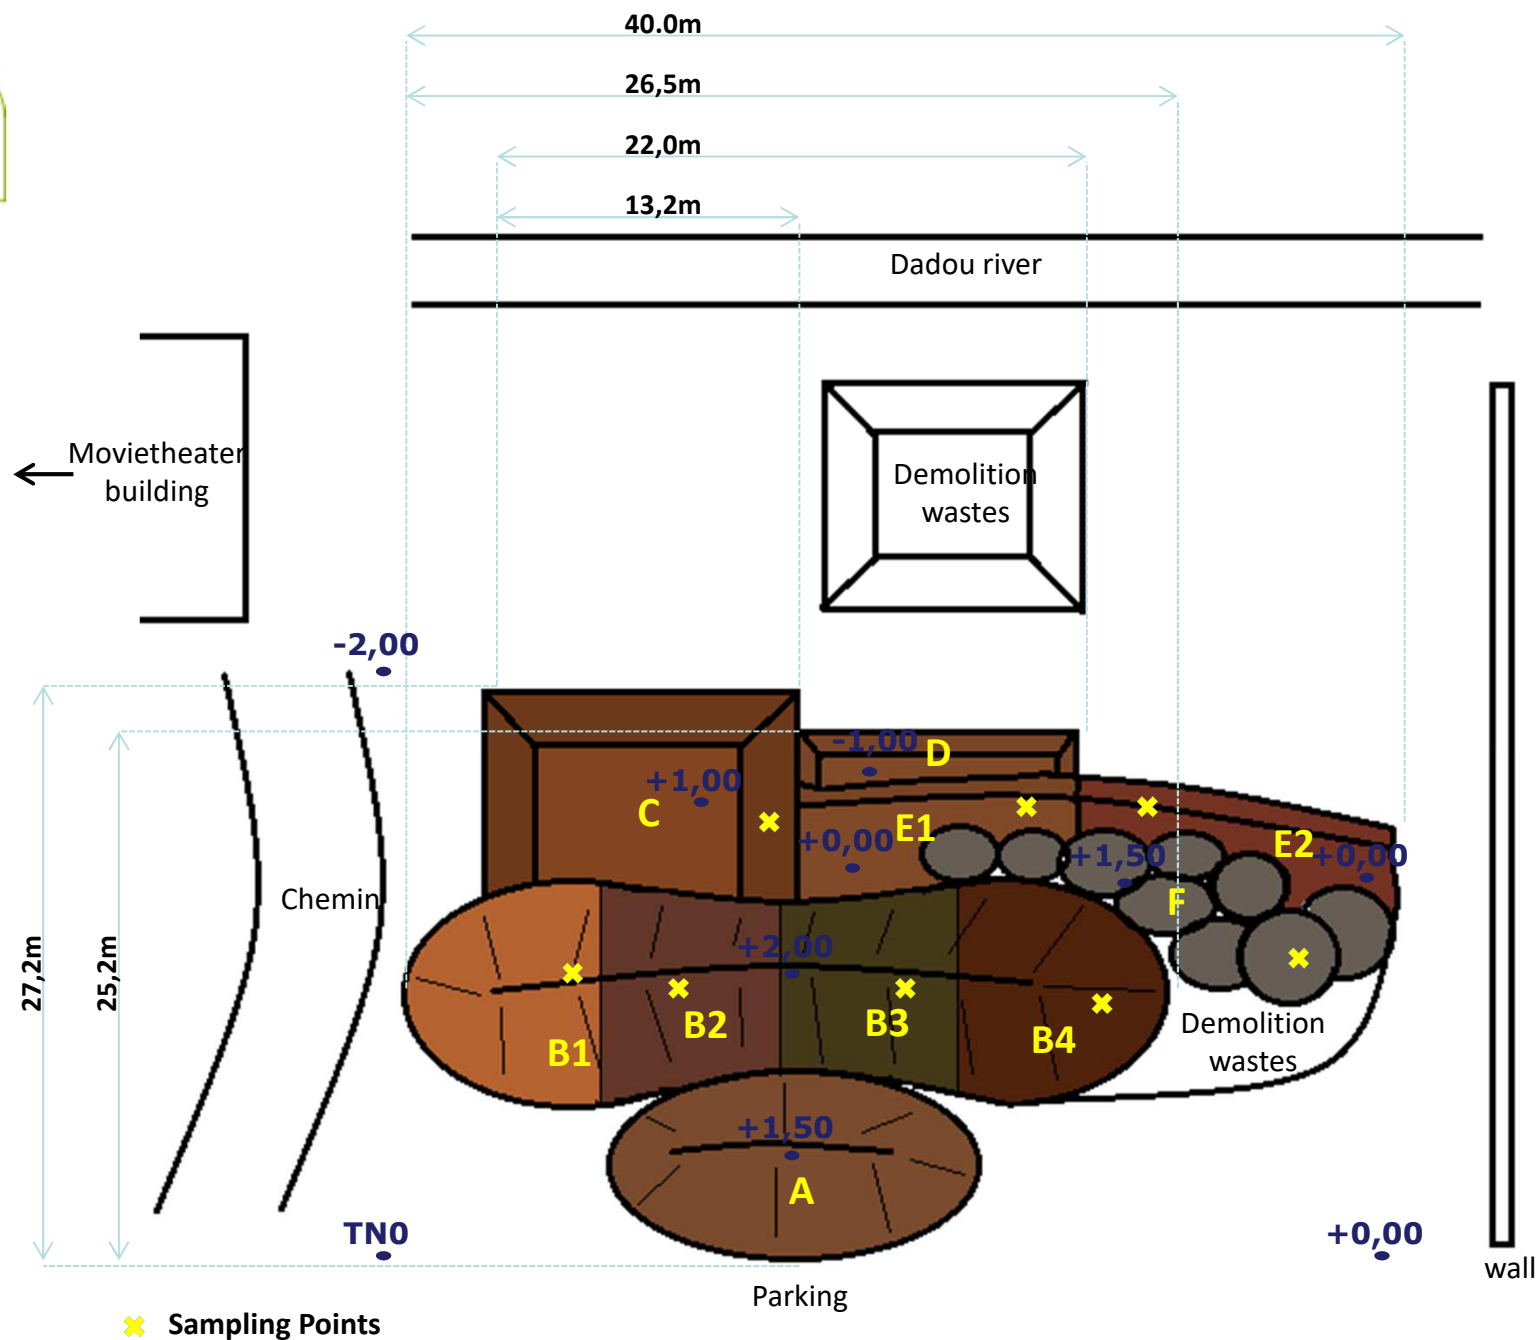 40.0m
26,5m
22,0m
13,2m
Dadou river
Movietheater
building
Demolition
wastes
-2,00
-1,00
D
+1,00
C
E1
+0,00
+1,50
E2
+0,00
F
Chemin
27,2m
25,2m
+2,00
B1
B2
B3
B4
Demolition
wastes
+1,50
A
TN0
+0,00
wall
Parking
Sampling Points